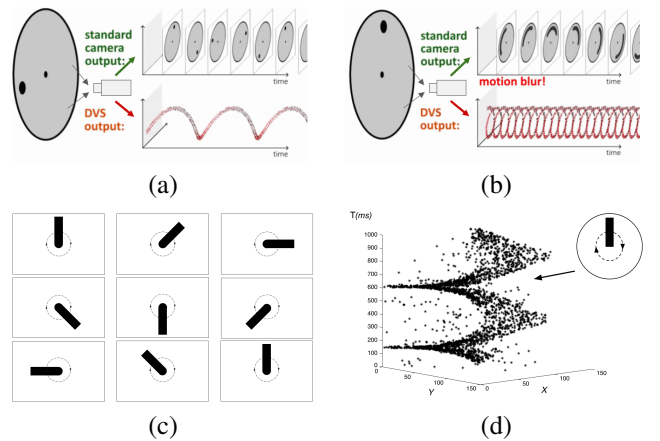 standard
camera
output:
time
DVS
output:
time
(a)
standard
camera
output:
time
motion blur!
DVS
output:
time
(b)
(c)
T(ms)
1000
900
800
700
600
500
400
300
200
100
0
0
50
100
150
Y
0
50
100
150
X
(d)